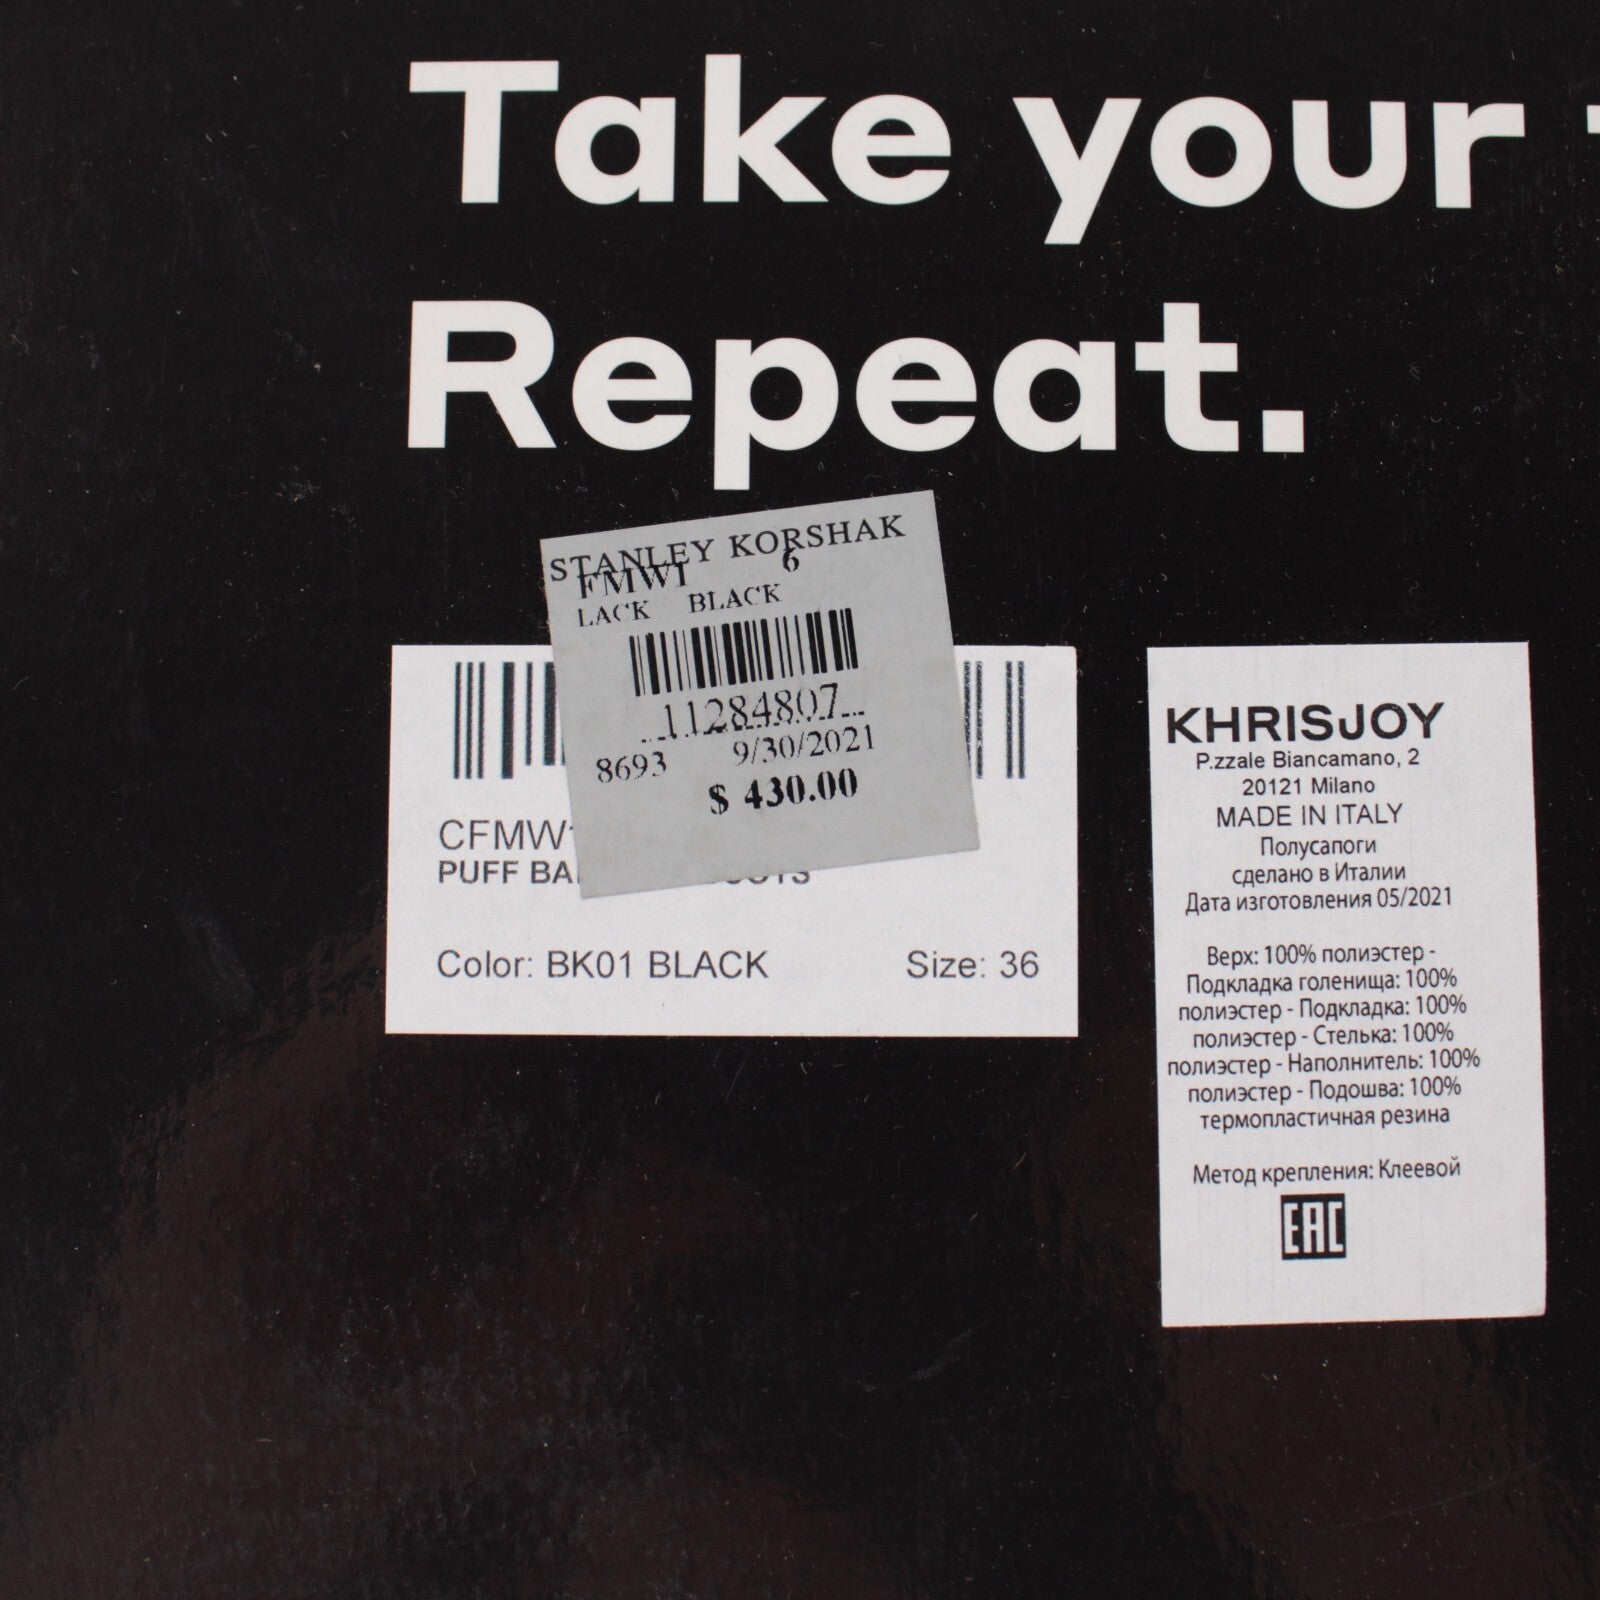 Take your
Repeat.
STANLEY KORSHAK
FMW1 6
LACK BLACK
11284807
8693 9/30/2021
$ 430.00
CFMW
PUFF
Color: BK01 BLACK Size: 36
KHRISJOY
P.zzale Biancamano, 2
20121 Milano
MADE IN ITALY
Полусапоги
сделано в Италии
Дата изготовления 05/2021
Верх: 100% полиэстер -
Подкладка голенища: 100%
полиэстер - Подкладка: 100%
полиэстер - Стелька: 100%
полиэстер - Наполнитель: 100%
полиэстер - Подошва: 100%
термопластичная резина
Метод крепления: Клеевой
EAC